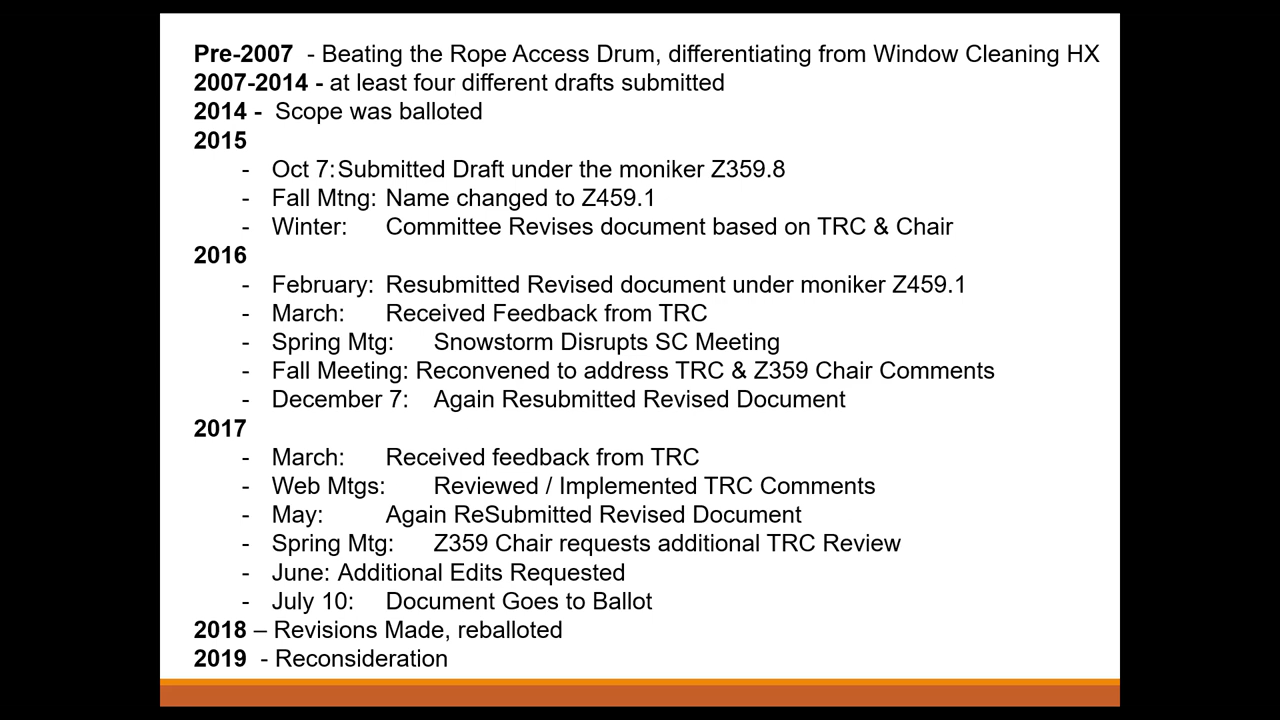 Pre-2007 - Beating the Rope Access Drum, differentiating from Window Cleaning HX
2007-2014 - at least four different drafts submitted
2014 - Scope was balloted
2015
- Oct 7: Submitted Draft under the moniker Z359.8
- Fall Mtng: Name changed to Z459.1
- Winter: Committee Revises document based on TRC & Chair
2016
- February: Resubmitted Revised document under moniker Z459.1
- March: Received Feedback from TRC
- Spring Mtg: Snowstorm Disrupts SC Meeting
- Fall Meeting: Reconvened to address TRC & Z359 Chair Comments
- December 7: Again Resubmitted Revised Document
2017
- March: Received feedback from TRC
- Web Mtgs: Reviewed / Implemented TRC Comments
- May: Again ReSubmitted Revised Document
- Spring Mtg: Z359 Chair requests additional TRC Review
- June: Additional Edits Requested
- July 10: Document Goes to Ballot
2018 – Revisions Made, reballoted
2019 - Reconsideration